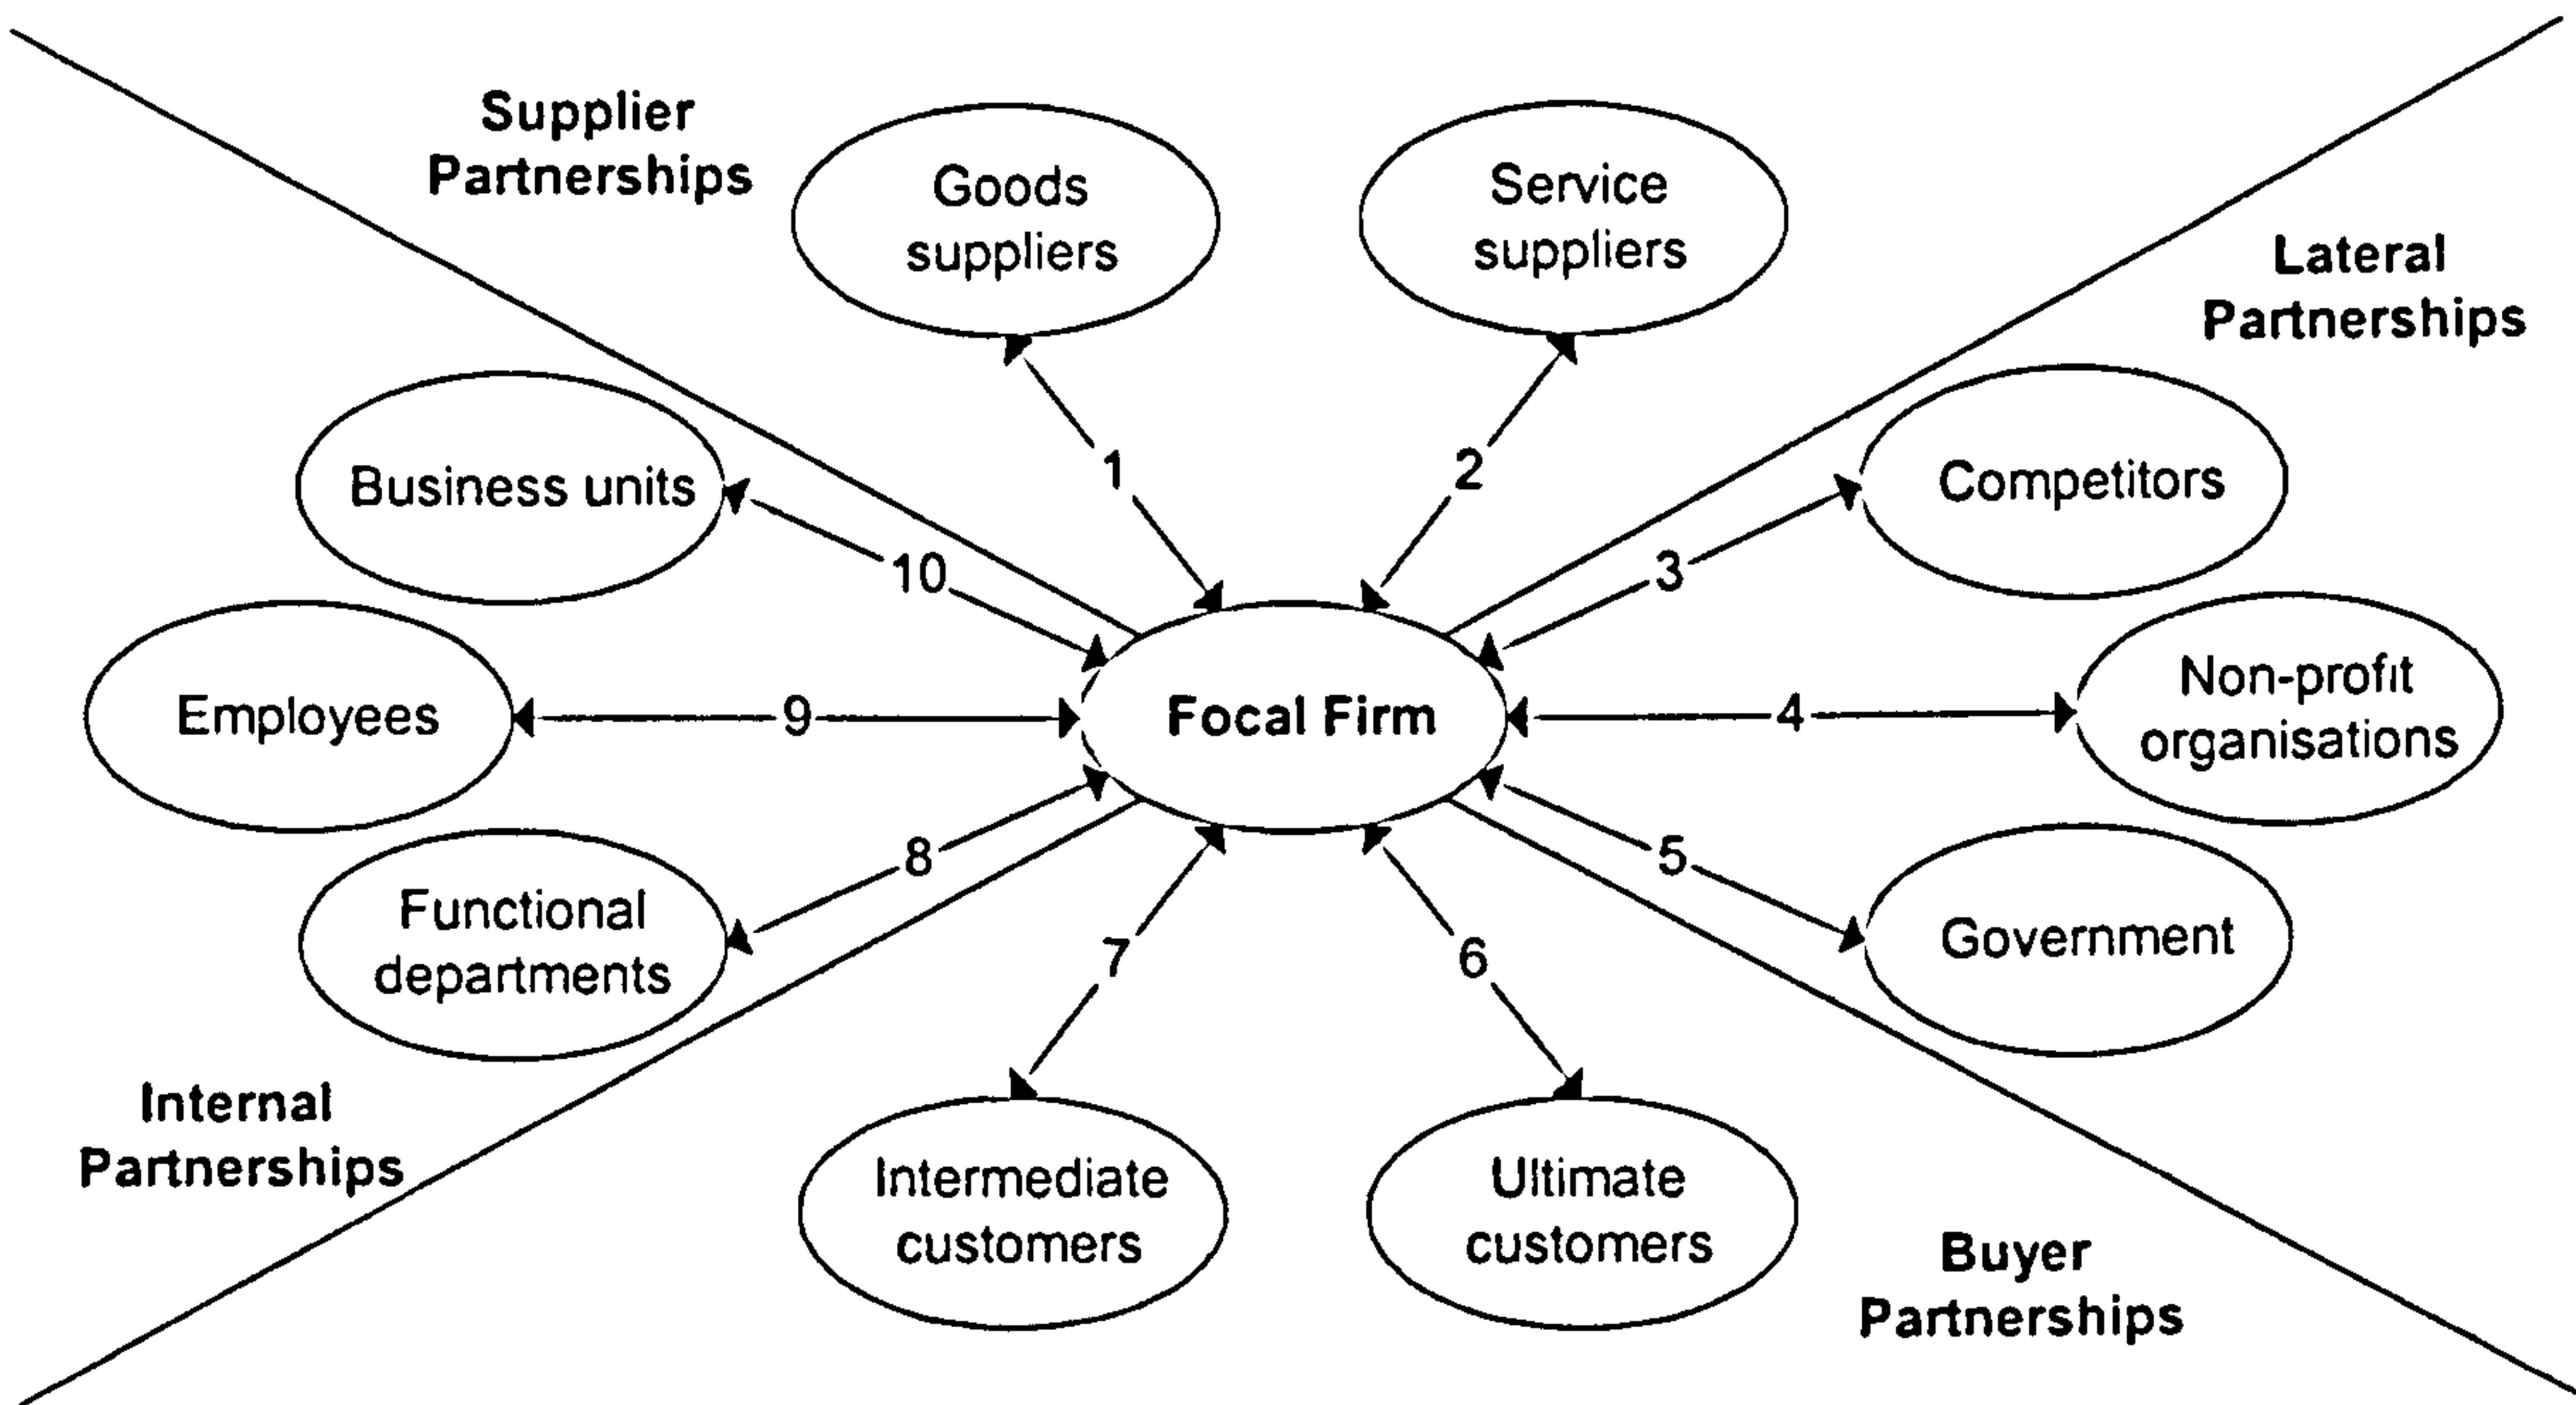 Supplier
Partnerships
Goods
suppliers
Service
suppliers
Lateral
Partnerships
Business units
1
2
Competitors
10
3
Employees
9
Focal Firm
4
Non-profit
organisations
8
5
Functional
departments
7
6
Government
Internal
Partnerships
Intermediate
customers
Ultimate
customers
Buyer
Partnerships